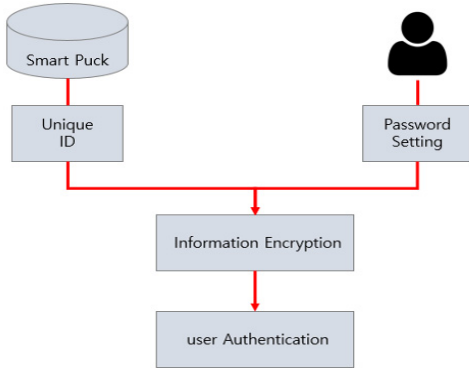 Smart Puck
Unique
ID
Password
Setting
Information Encryption
user Authentication